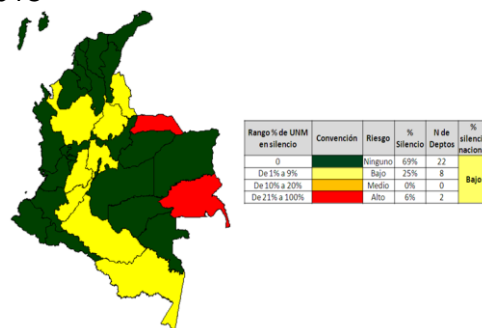 Rango % de UNM en silencio Convención Riesgo % Silencio N de Deptos % silencio nacional
0 Ninguno 69% 22
De 1% a 9% Bajo 25% 8 Bajo
De 10% a 20% Medio 0% 0
De 21% a 100% Alto 6% 2